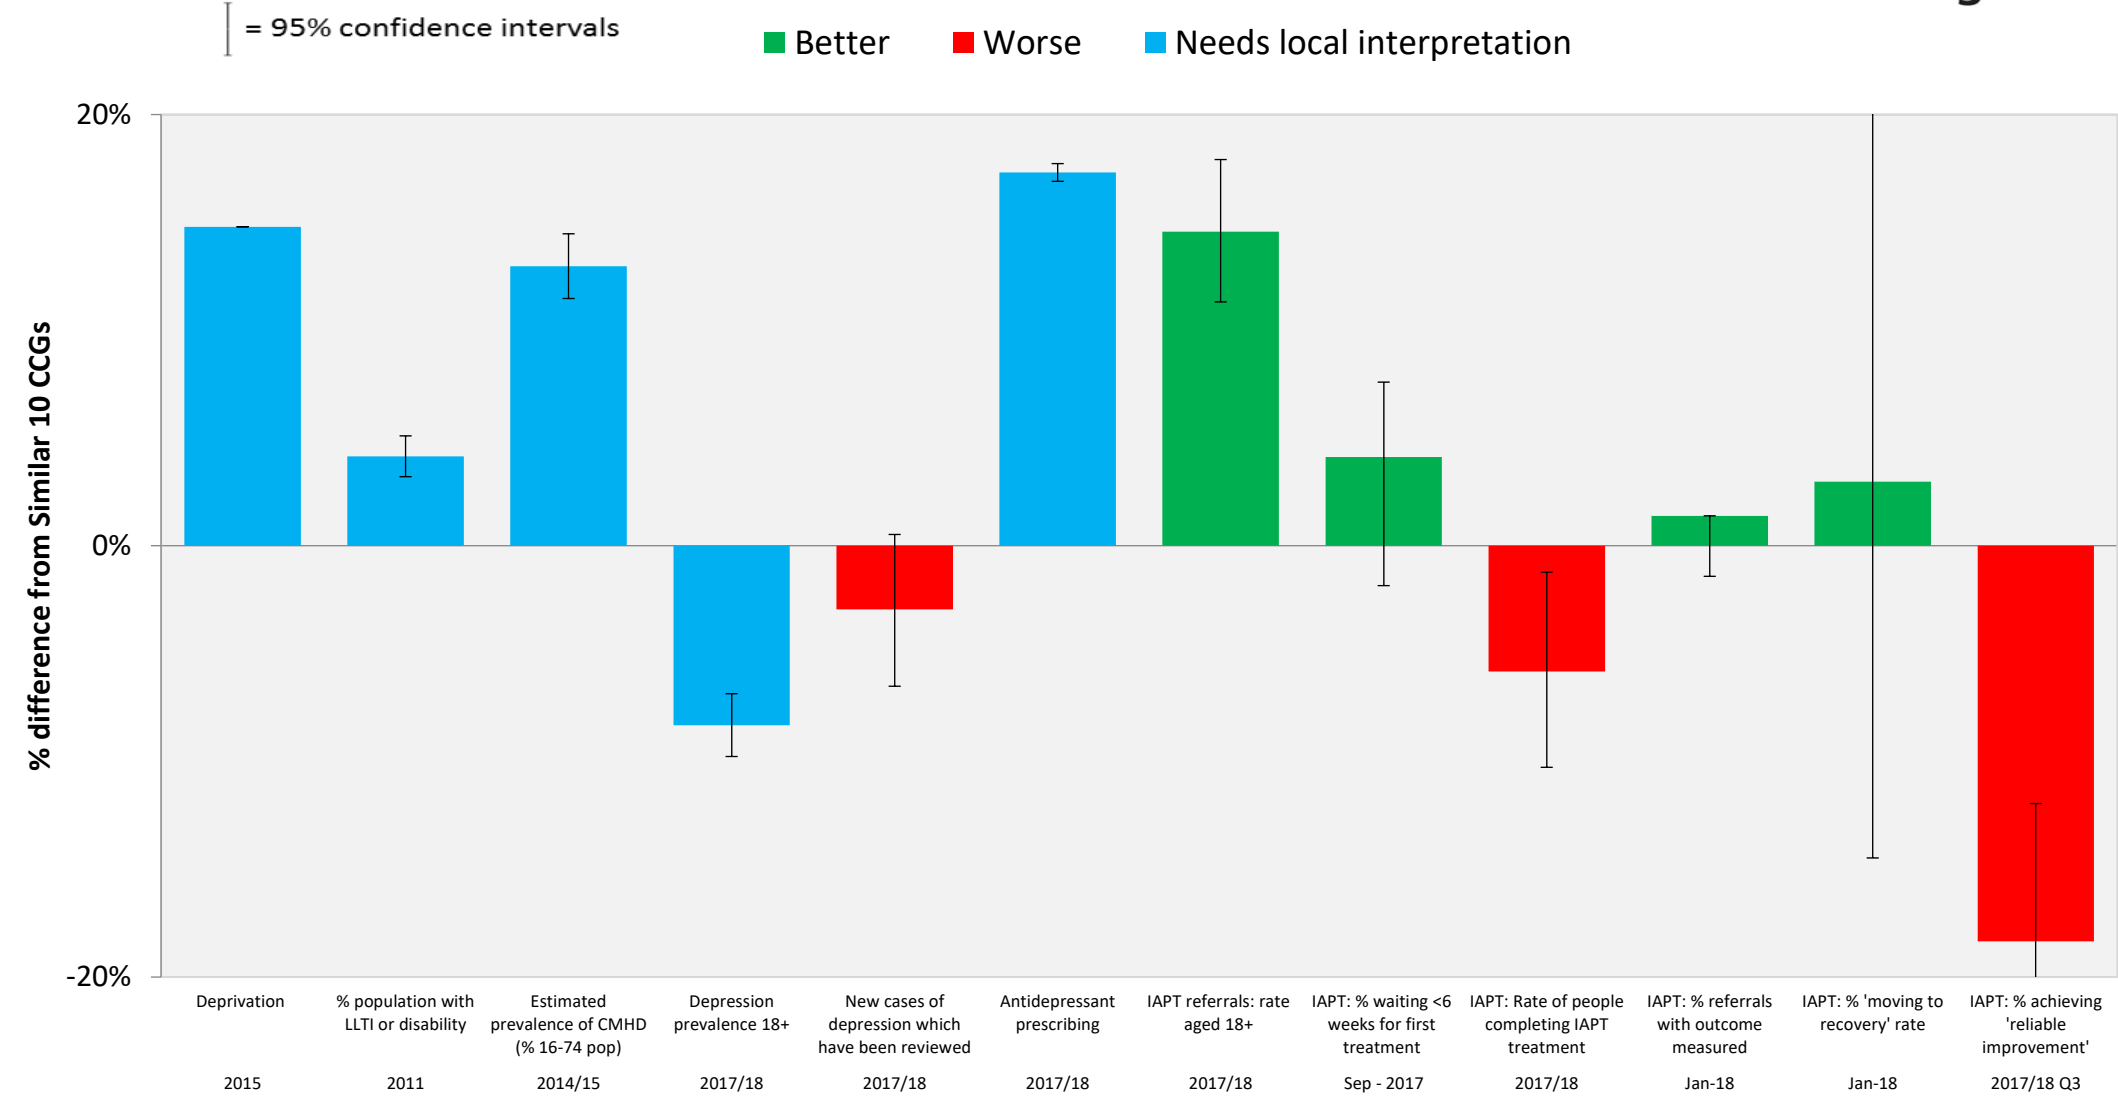 = 95% confidence intervals
Better
Worse
Needs local interpretation
20%
0%
-20%
% difference from Similar 10 CCGs
Deprivation
2015
% population with
LLTI or disability
2011
Estimated
prevalence of CMHD
(% 16-74 pop)
2014/15
Depression
prevalence 18+
2017/18
New cases of
depression which
have been reviewed
2017/18
Antidepressant
prescribing
2017/18
IAPT referrals: rate
aged 18+
2017/18
IAPT: % waiting <6
weeks for first
treatment
Sep - 2017
IAPT: Rate of people
completing IAPT
treatment
2017/18
IAPT: % referrals
with outcome
measured
Jan-18
IAPT: % 'moving to
recovery' rate
Jan-18
IAPT: % achieving
'reliable
improvement'
2017/18 Q3